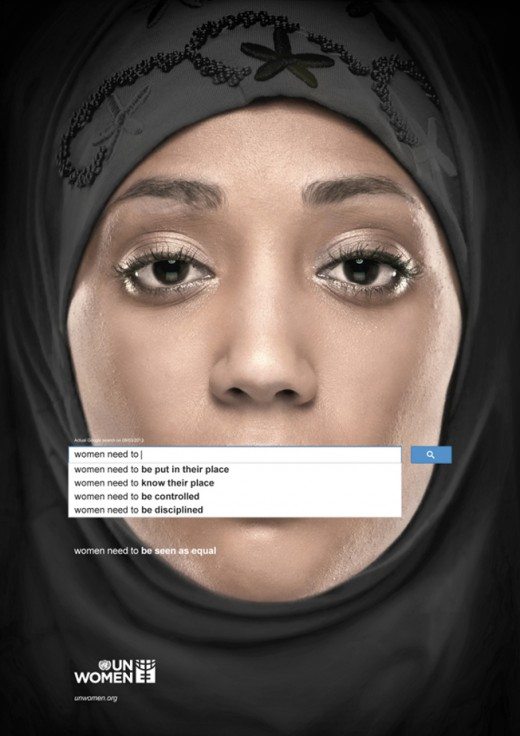 Actual Google search on 09/03/2013
women need to
women need to be put in their place
women need to know their place
women need to be controlled
women need to be disciplined
women need to be seen as equal
UN
WOMEN
unwomen.org